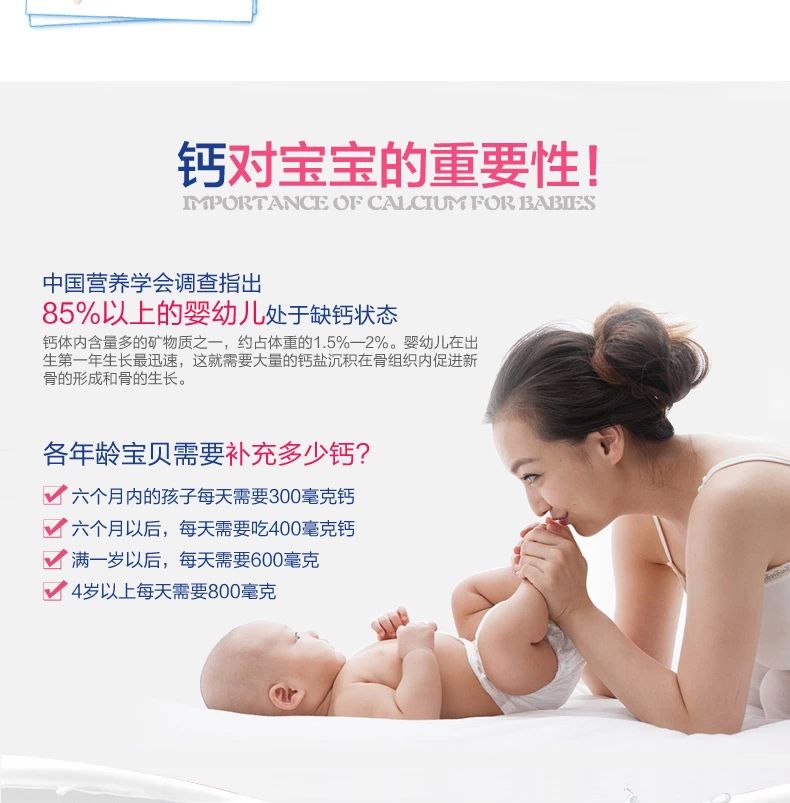 钙对宝宝的重要性！
IMPORTANCE OF CALCIUM FOR BABIES
中国营养学会调查指出
85%以上的婴幼儿处于缺钙状态
钙体内含量多的矿物质之一，约占体重的1.5%—2%。婴幼儿在出
生第一年生长最迅速，这就需要大量的钙盐沉积在骨组织内促进新
骨的形成和骨的生长。
各年龄宝贝需要补充多少钙?
六个月内的孩子每天需要300毫克钙
六个月以后，每天需要吃400毫克钙
满一岁以后，每天需要600毫克
4岁以上每天需要800毫克